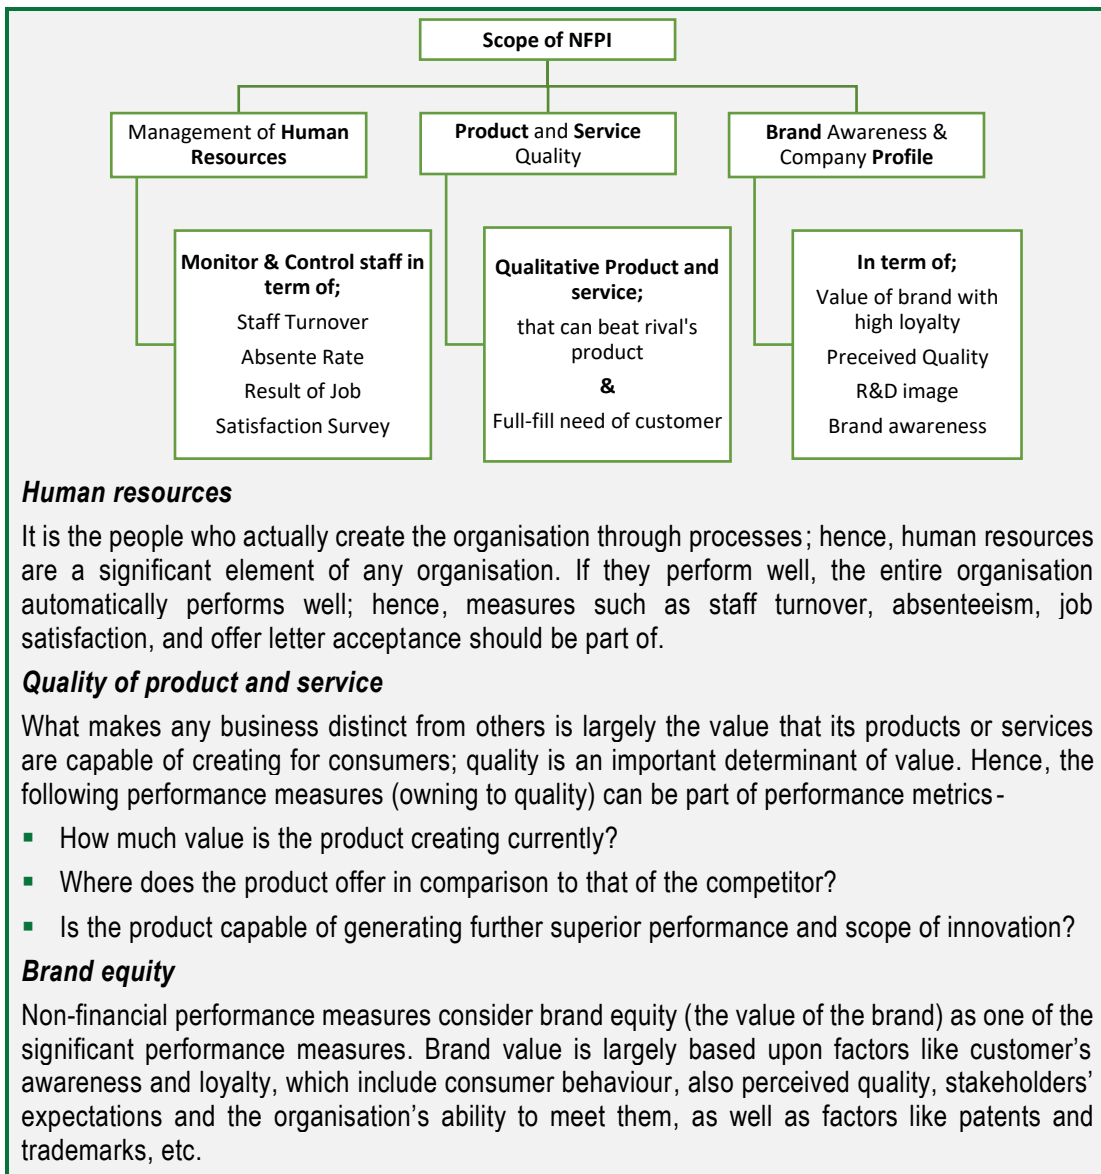 Scope of NFPI
Management of Human
Resources
Product and Service
Quality
Brand Awareness &
Company Profile
Monitor & Control staff in
term of;
Staff Turnover
Absente Rate
Result of Job
Satisfaction Survey
Qualitative Product and
service;
that can beat rival's
product
&
Full-fill need of customer
In term of;
Value of brand with
high loyalty
Preceived Quality
R&D image
Brand awareness
Human resources
It is the people who actually create the organisation through processes; hence, human resources
are a significant element of any organisation. If they perform well, the entire organisation
automatically performs well; hence, measures such as staff turnover, absenteeism, job
satisfaction, and offer letter acceptance should be part of.
Quality of product and service
What makes any business distinct from others is largely the value that its products or services
are capable of creating for consumers; quality is an important determinant of value. Hence, the
following performance measures (owning to quality) can be part of performance metrics-
▪ How much value is the product creating currently?
▪ Where does the product offer in comparison to that of the competitor?
▪ Is the product capable of generating further superior performance and scope of innovation?
Brand equity
Non-financial performance measures consider brand equity (the value of the brand) as one of the
significant performance measures. Brand value is largely based upon factors like customer’s
awareness and loyalty, which include consumer behaviour, also perceived quality, stakeholders’
expectations and the organisation’s ability to meet them, as well as factors like patents and
trademarks, etc.